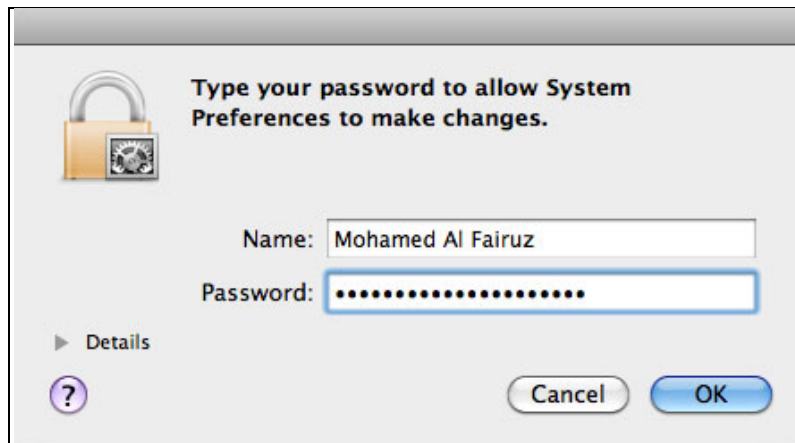 Type your password to allow System
Preferences to make changes.
Name: Mohamed Al Fairuz
Password: •••••••••••••••••••••
Details
?
Cancel
OK